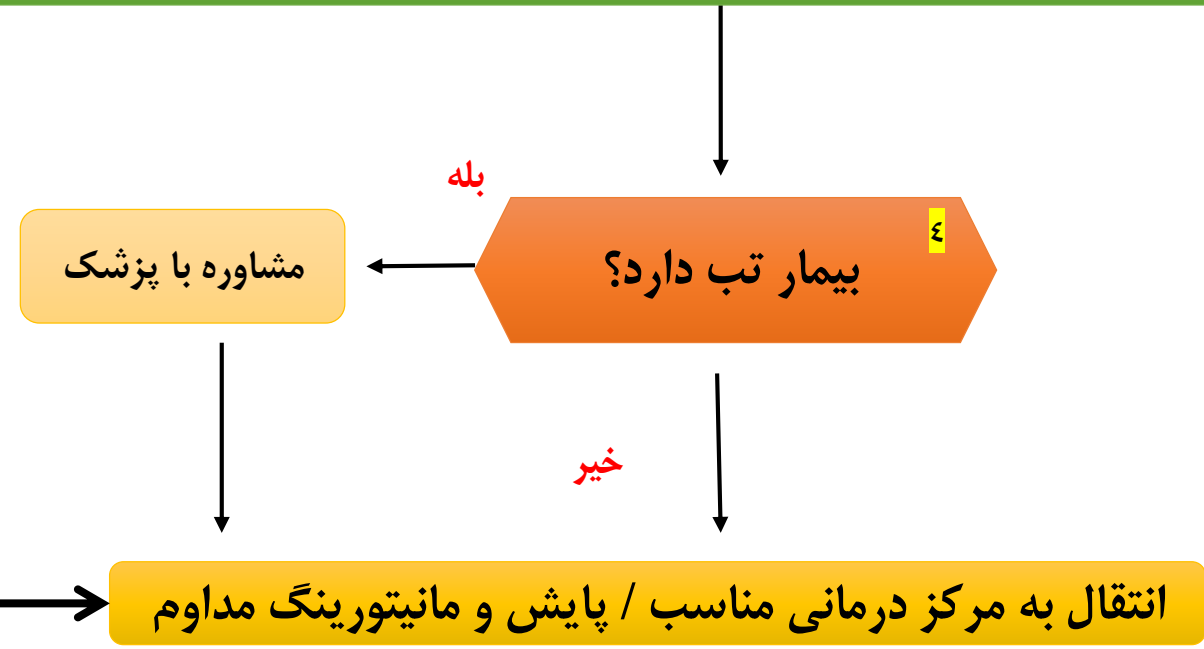 بله
٤
بیمار تب دارد؟
مشاوره با پزشک
خیر
انتقال به مرکز درمانی مناسب / پایش و مانیتورینگ مداوم